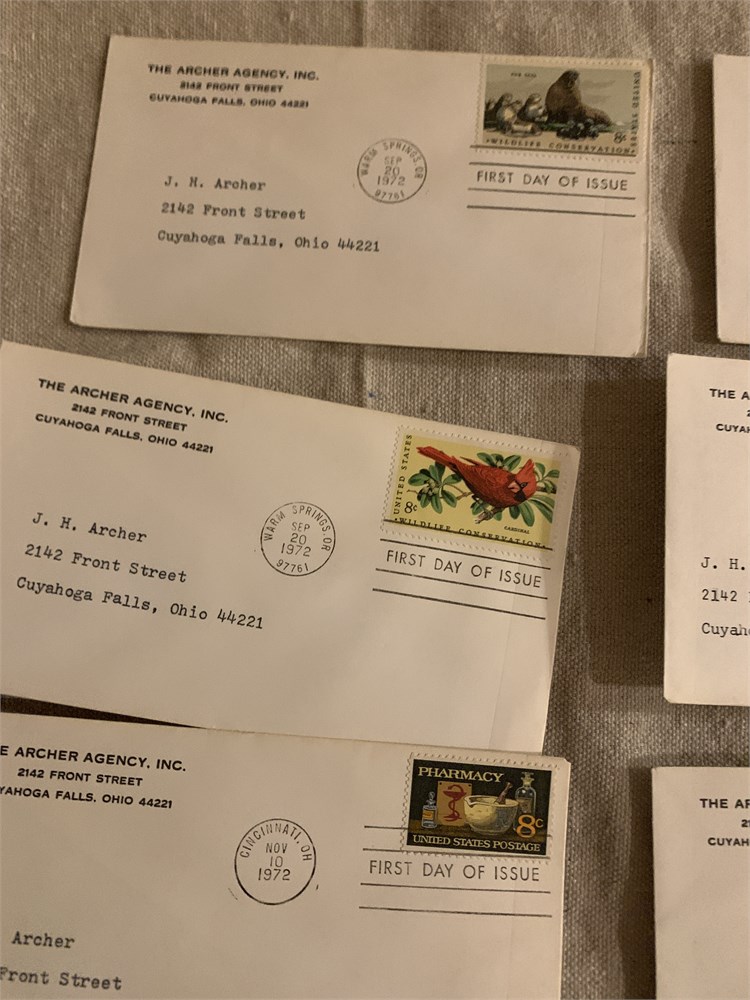 THE ARCHER AGENCY, INC.
2142 FRONT STREET
CUYAHOGA FALLS, OHIO 44221
FUR SEAL
UNITED STATES
8c
WILDLIFE CONSERVATION
WARM SPRINGS, OR
SEP
20
1972
97761
FIRST DAY OF ISSUE
J. H. Archer
2142 Front Street
Cuyahoga Falls, Ohio 44221
THE ARCHER AGENCY, INC.
2142 FRONT STREET
CUYAHOGA FALLS, OHIO 44221
UNITED STATES
8c
CARDINAL
WILDLIFE CONSERVATION
WARM SPRINGS, OR
SEP
20
1972
97761
FIRST DAY OF ISSUE
J. H. Archer
2142 Front Street
Cuyahoga Falls, Ohio 44221
E ARCHER AGENCY, INC.
2142 FRONT STREET
YAHOGA FALLS, OHIO 44221
PHARMACY
8c
UNITED STATES POSTAGE
CINCINNATI, OH
NOV
10
1972
FIRST DAY OF ISSUE
Archer
Front Street
THE A
2
CUYAH
J. H.
2142
Cuyaho
THE AR
21
CUYAH